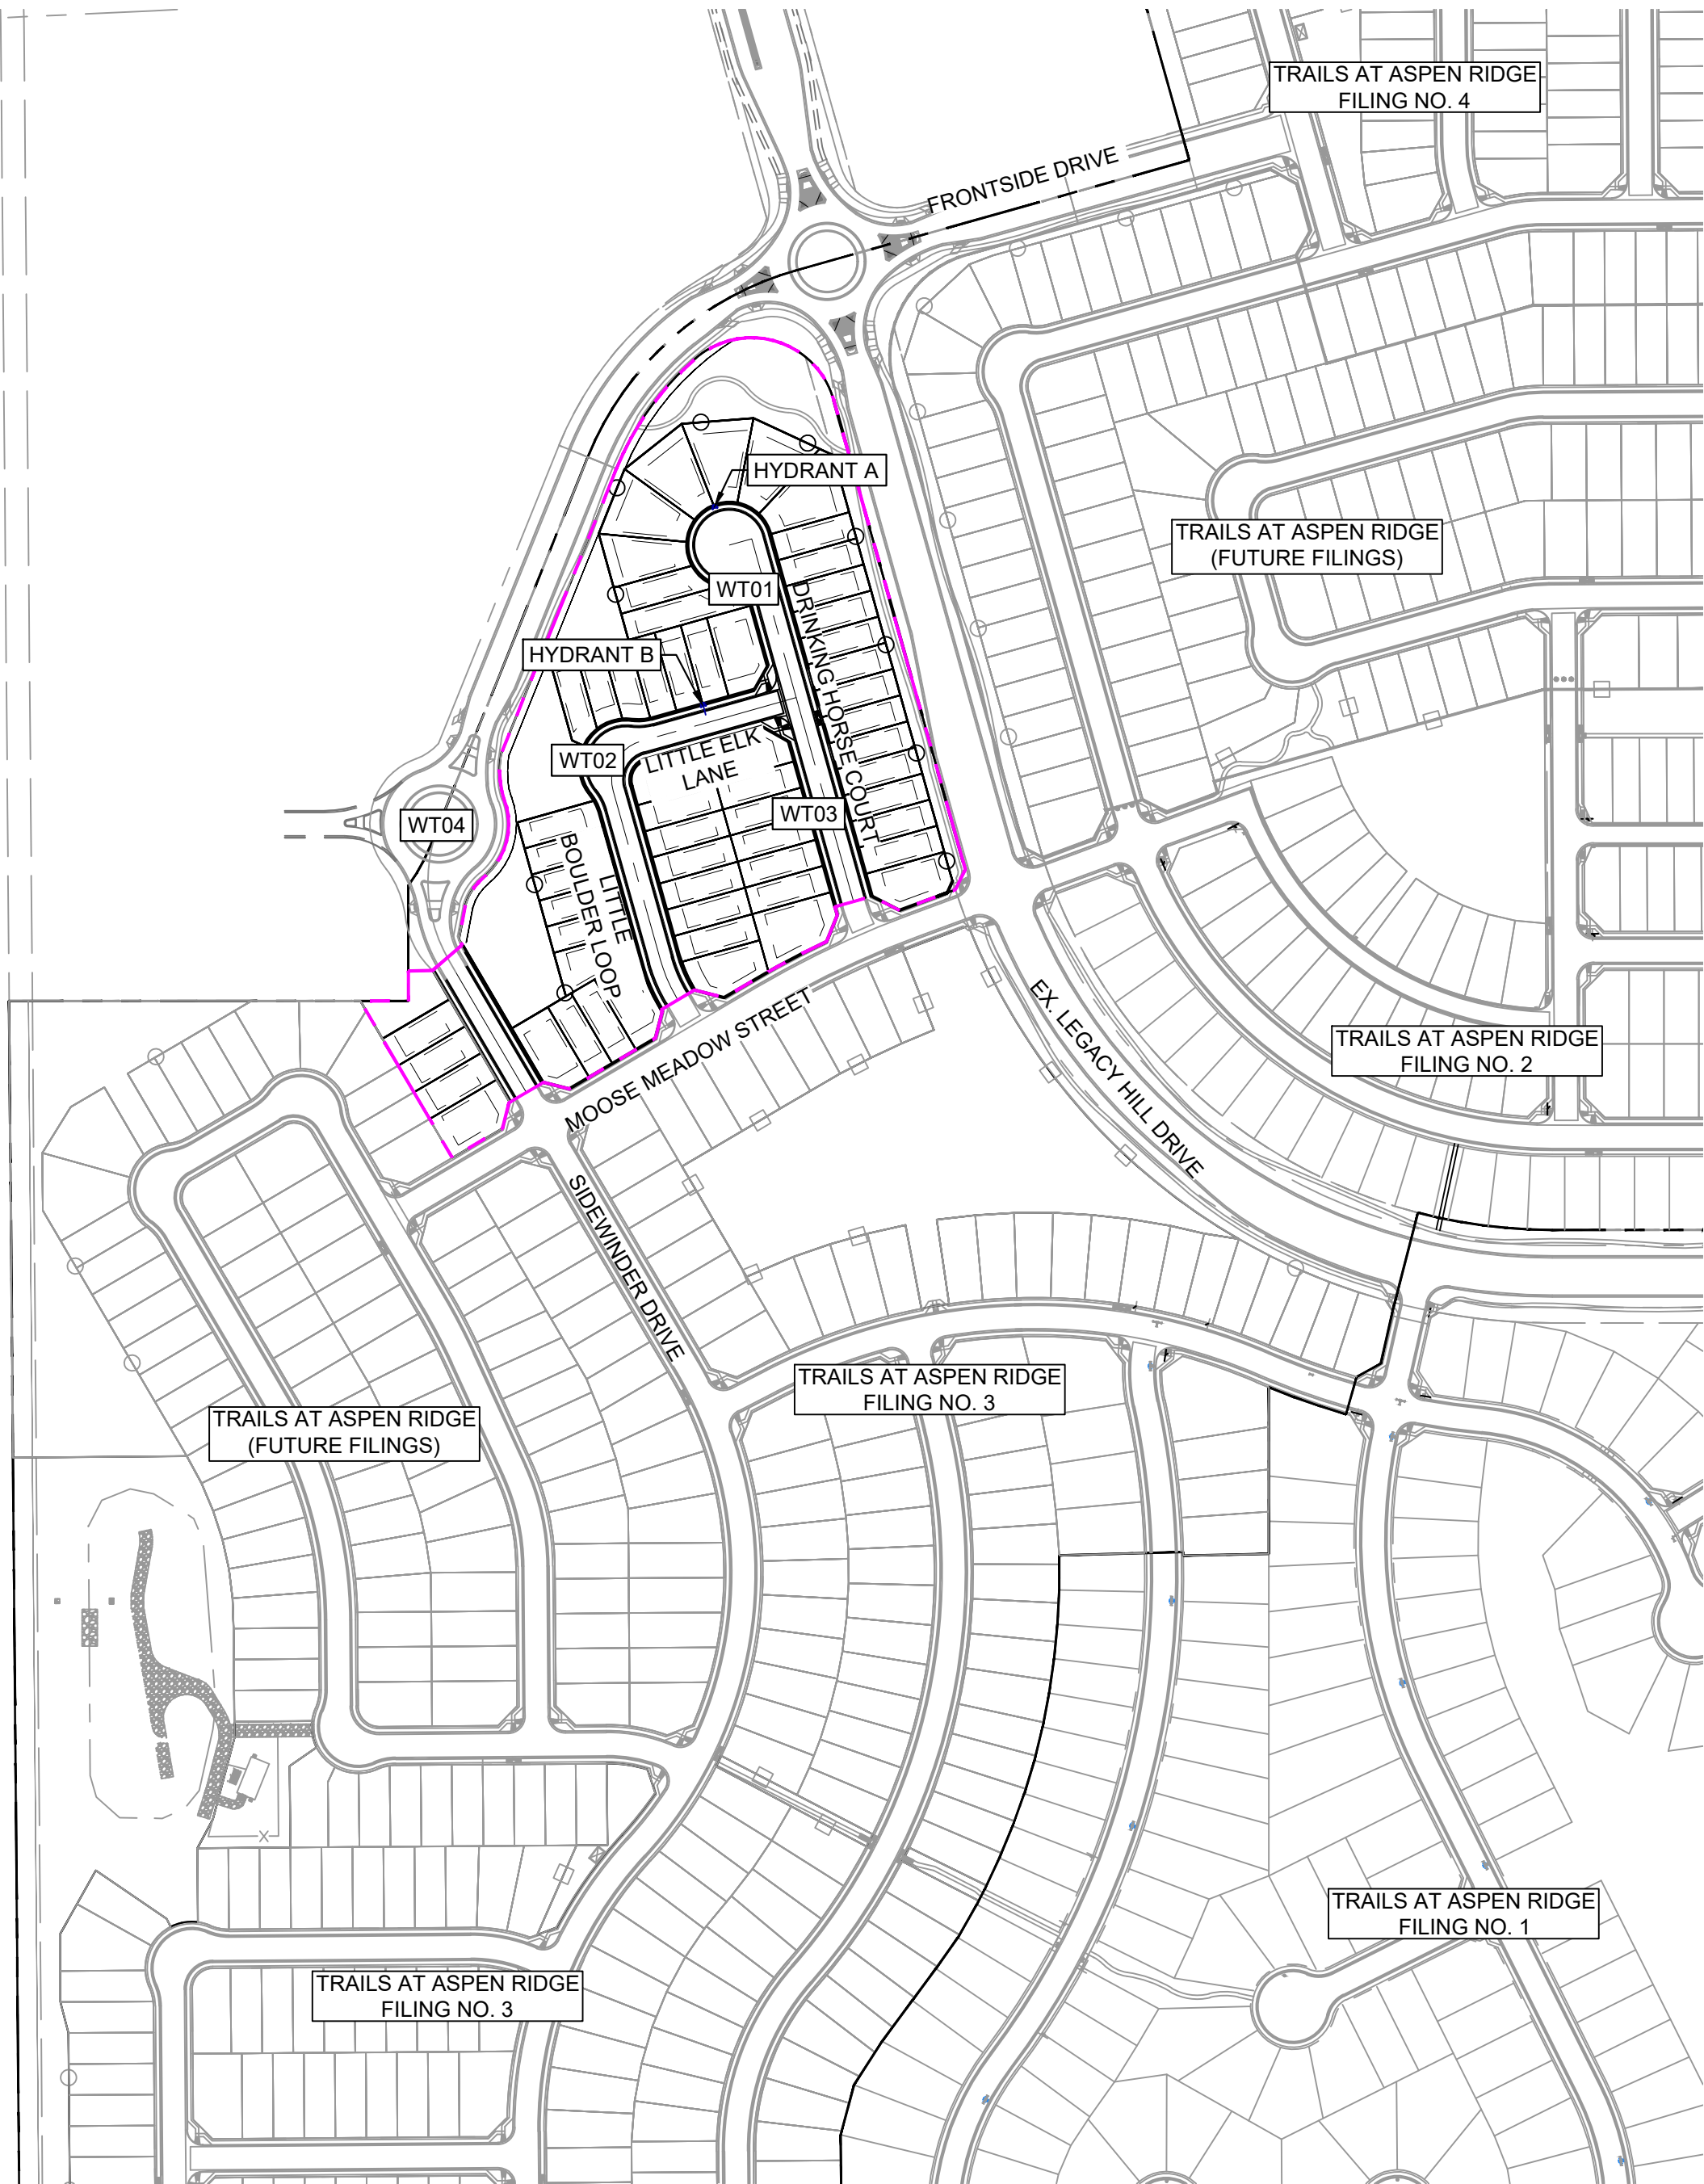 TRAILS AT ASPEN RIDGE
FILING NO. 4
FRONTSIDE DRIVE
HYDRANT A
TRAILS AT ASPEN RIDGE
(FUTURE FILINGS)
WT01
DRINKING HORSE COURT
HYDRANT B
WT02
LITTLE ELK
LANE
WT03
WT04
LITTLE
BOULDER LOOP
MOOSE MEADOW STREET
EX. LEGACY HILL DRIVE
TRAILS AT ASPEN RIDGE
FILING NO. 2
SIDEWINDER DRIVE
TRAILS AT ASPEN RIDGE
FILING NO. 3
TRAILS AT ASPEN RIDGE
(FUTURE FILINGS)
TRAILS AT ASPEN RIDGE
FILING NO. 1
TRAILS AT ASPEN RIDGE
FILING NO. 3